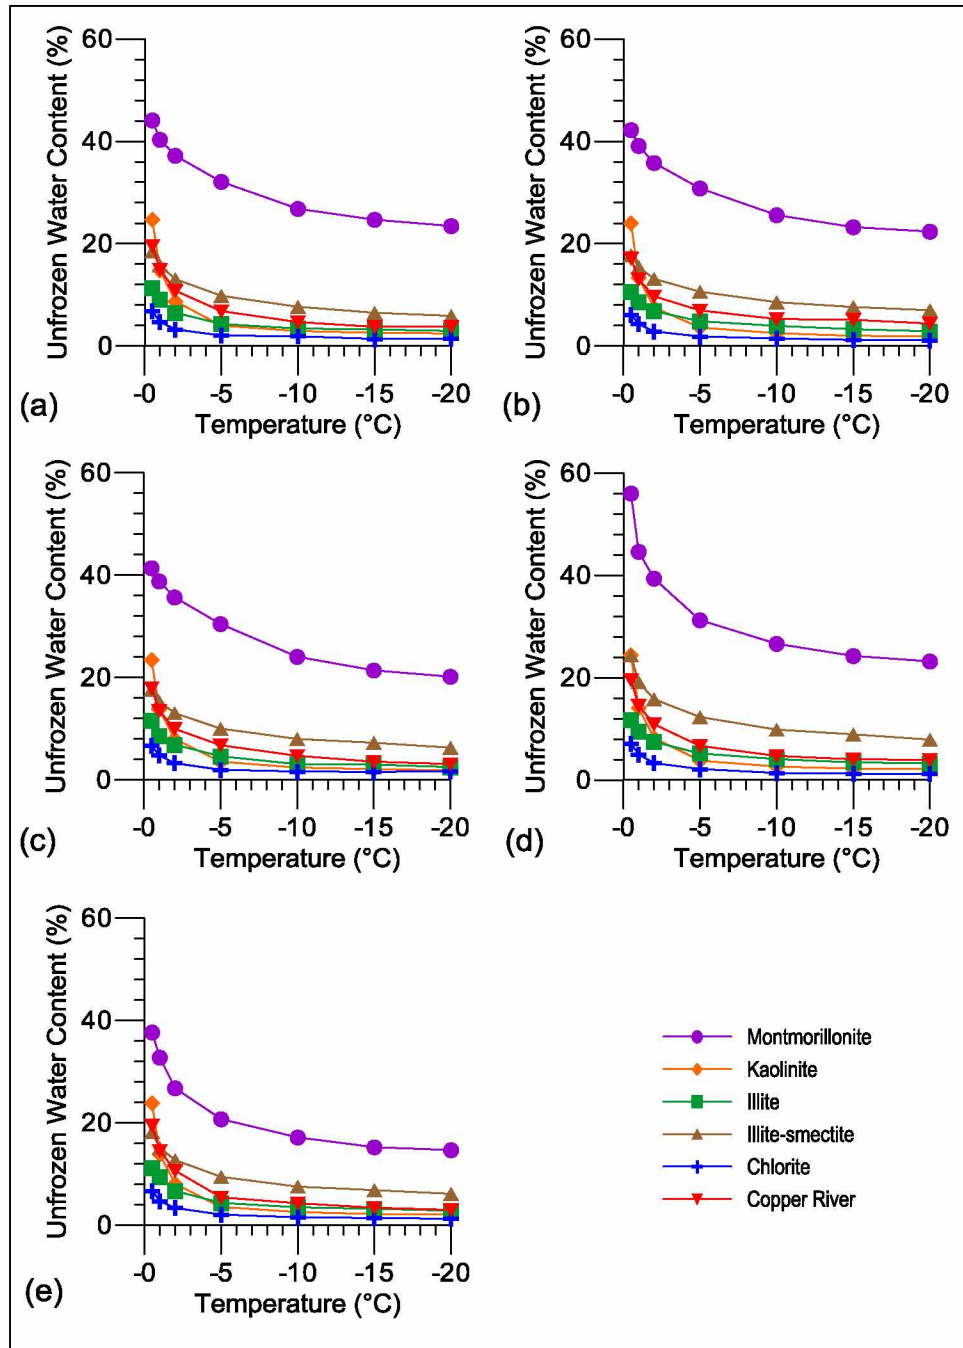 60
40
20
0
Unfrozen Water Content (%)
-0 -5 -10 -15 -20
Temperature (°C)
(a)
60
40
20
0
Unfrozen Water Content (%)
-0 -5 -10 -15 -20
Temperature (°C)
(b)
60
40
20
0
Unfrozen Water Content (%)
-0 -5 -10 -15 -20
Temperature (°C)
(c)
60
40
20
0
Unfrozen Water Content (%)
-0 -5 -10 -15 -20
Temperature (°C)
(d)
60
40
20
0
Unfrozen Water Content (%)
-0 -5 -10 -15 -20
Temperature (°C)
(e)
Montmorillonite
Kaolinite
Illite
Illite-smectite
Chlorite
Copper River